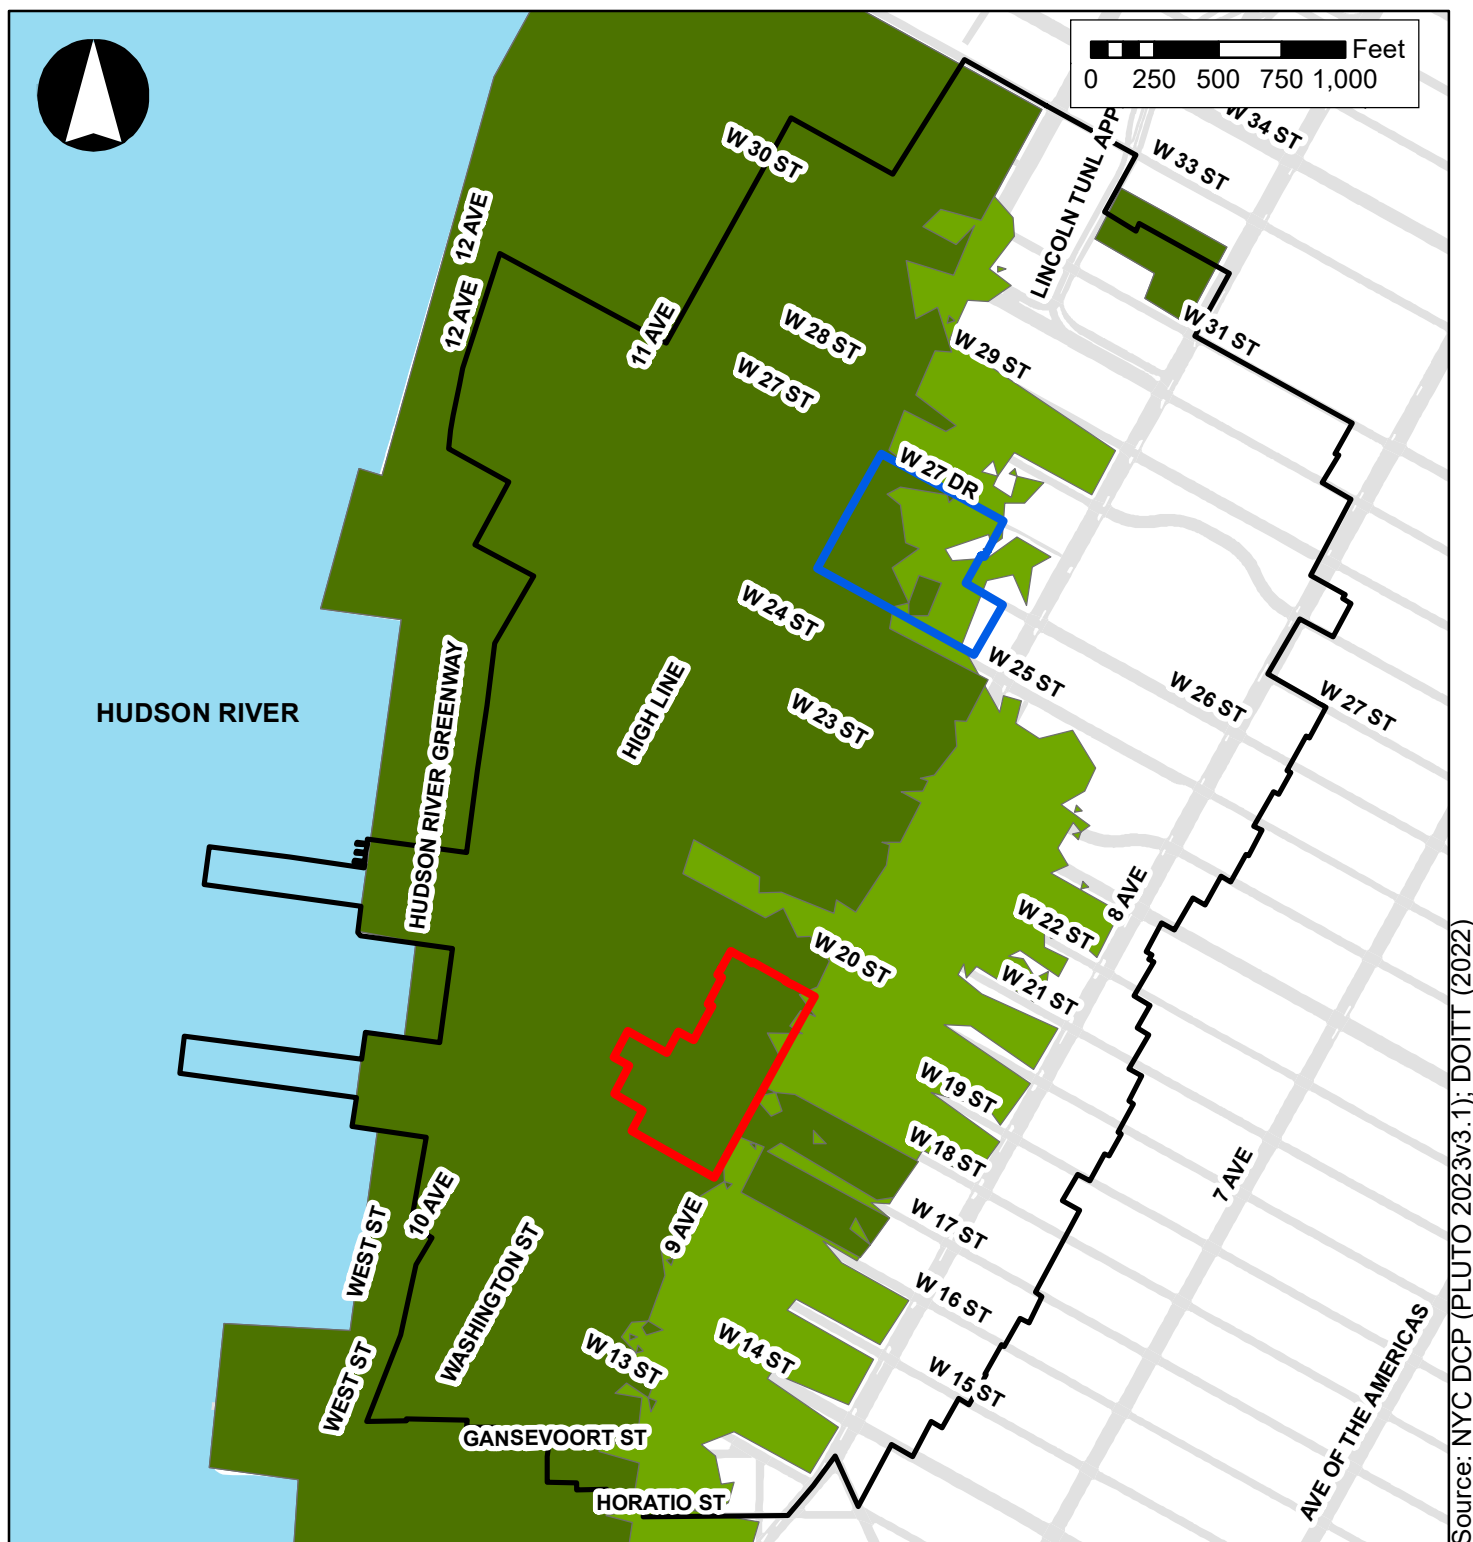 Feet
0 250 500 750 1,000
W 34 ST
W 33 ST
LINCOLN TUNL APP
W 30 ST
12 AVE
12 AVE
11 AVE
W 28 ST
W 27 ST
W 29 ST
W 31 ST
W 27 DR
W 24 ST
W 25 ST
W 26 ST
W 27 ST
HUDSON RIVER
HUDSON RIVER GREENWAY
HIGH LINE
W 23 ST
8 AVE
W 22 ST
W 20 ST
W 21 ST
W 19 ST
W 18 ST
7 AVE
W 17 ST
10 AVE
WEST ST
9 AVE
WASHINGTON ST
W 16 ST
W 13 ST
W 14 ST
W 15 ST
WEST ST
AVE OF THE AMERICAS
GANSEVOORT ST
HORATIO ST
Source: NYC DCP (PLUTO 2023v3.1); DOITT (2022)